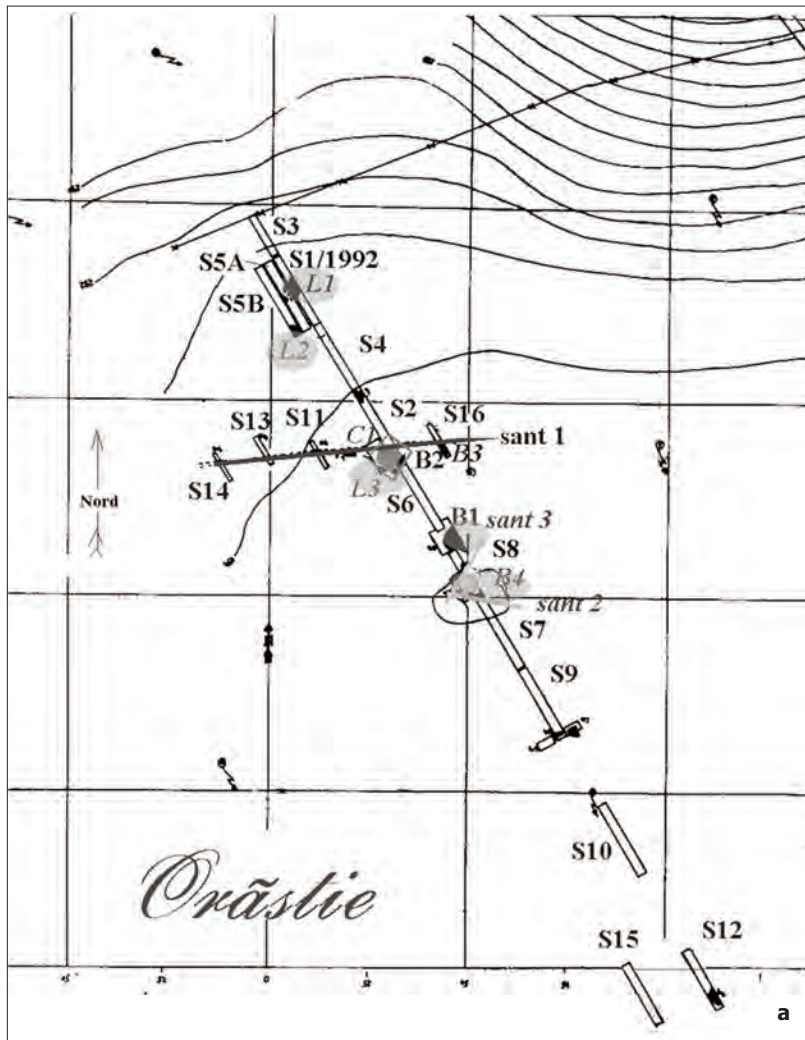 S3
S5A S1/1992
L1
S5B
L2
S4
S2
S13 S11 S16
C1
sant 1
B2 B3
S14
L3
S6
Nord
B1 sant 3
S8
B4
sant 2
S7
S9
S10
Orãstie
S15 S12
a